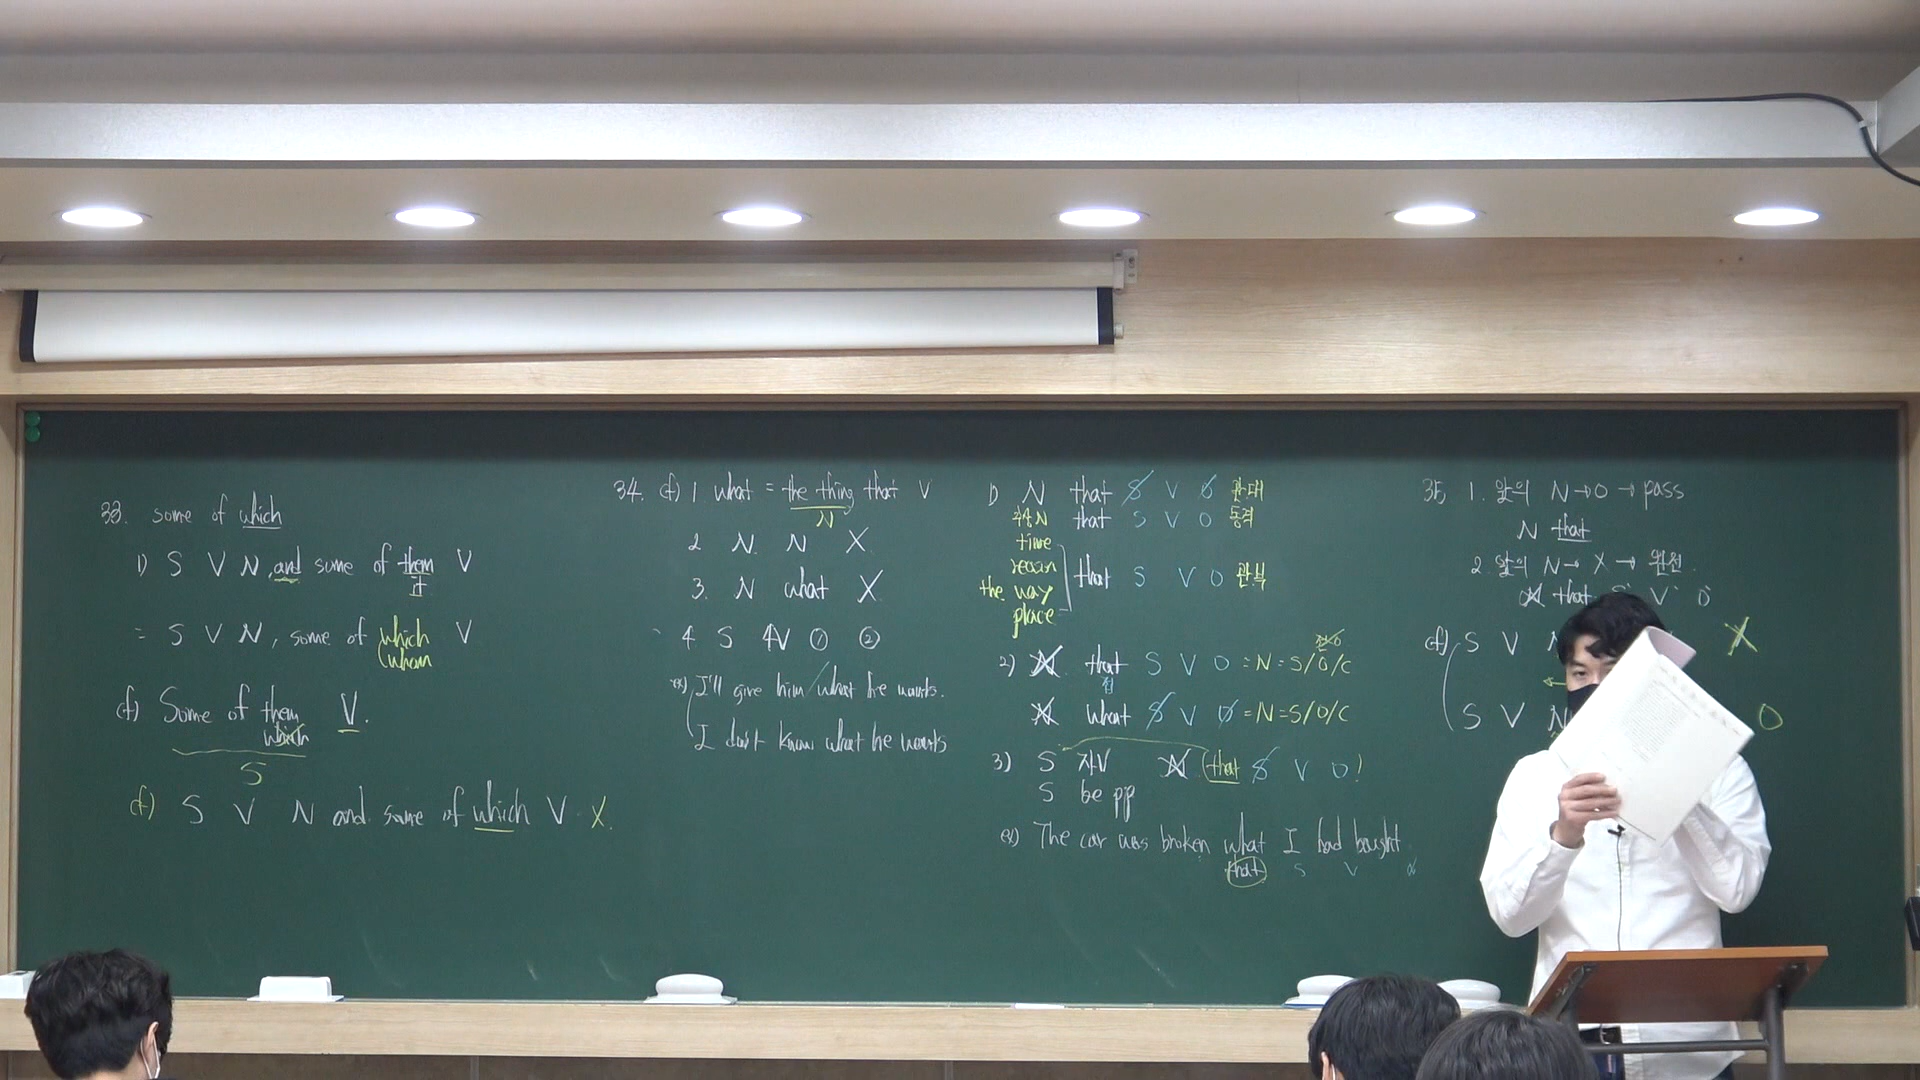 33. some of which
1) S V N, and some of them V
it
= S V N, some of which V
(whom
cf) Some of them V.
which
S
cf) S V N and some of which V X.
34. cf) 1 what = the thing that V
N
2 N. N X
3. N what X
4 S 4V ① ②
ex) I'll give him / what he wants.
I don't know what he wants
1) N that S V O 관대
추상N that S V O 동격
time
reason
the way
place
that S V O 관부
2) N that S V O = N = S/O/C
접
전O
N what S V O = N = S/O/C
3) S 자V N (that S V O!
S be pp
ex) The car was broken what I had bought
that S V
35, 1. 앞의 N → O → pass
N that
2. 앞의 N → X → 완전.
N that S V O
cf) S V X
S V N O